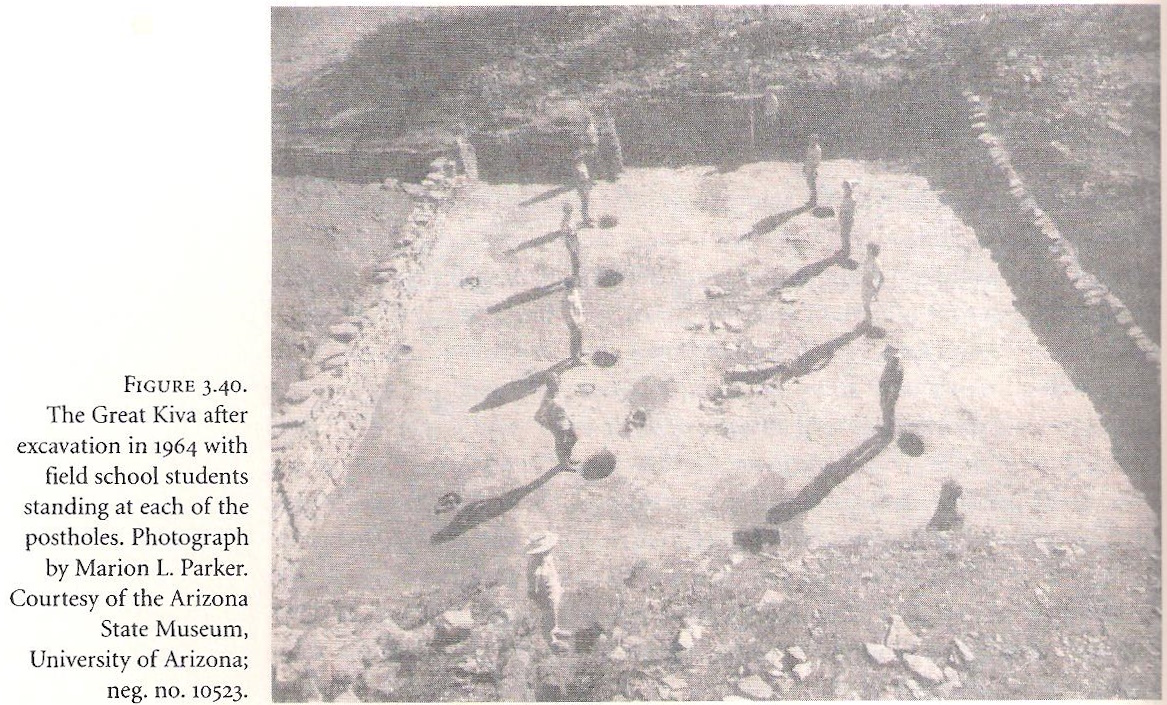 FIGURE 3.40.
The Great Kiva after
excavation in 1964 with
field school students
standing at each of the
postholes. Photograph
by Marion L. Parker.
Courtesy of the Arizona
State Museum,
University of Arizona;
neg. no. 10523.